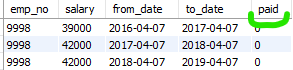 emp_no salary from_date to_date paid
9998 39000 2016-04-07 2017-04-07 0
9998 42000 2017-04-07 2018-04-07 0
9998 42000 2018-04-07 2019-04-07 0